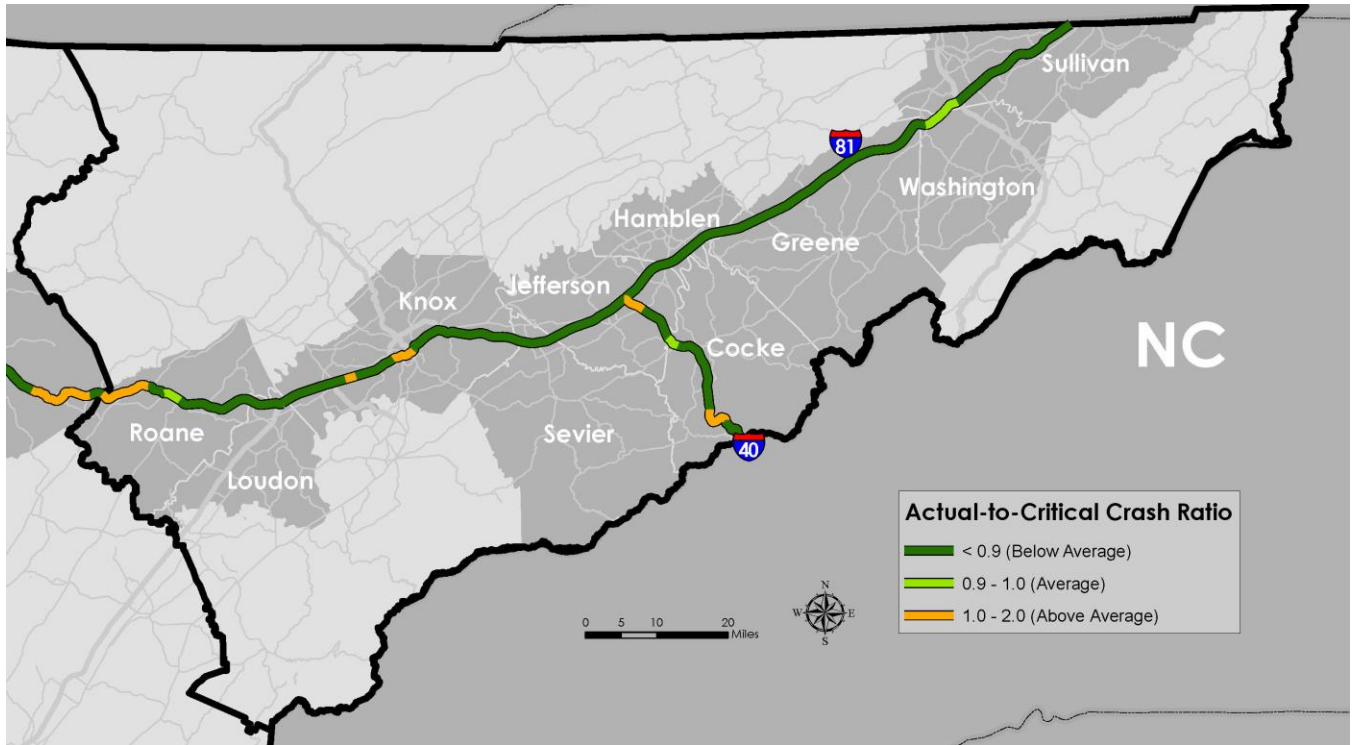 Sullivan
81
Washington
Hamblen
Greene
Jefferson
Knox
NC
Cocke
Roane
Sevier
40
Loudon
Actual-to-Critical Crash Ratio
< 0.9 (Below Average)
0.9 - 1.0 (Average)
1.0 - 2.0 (Above Average)
N
W E
S
0 5 10 20
Miles